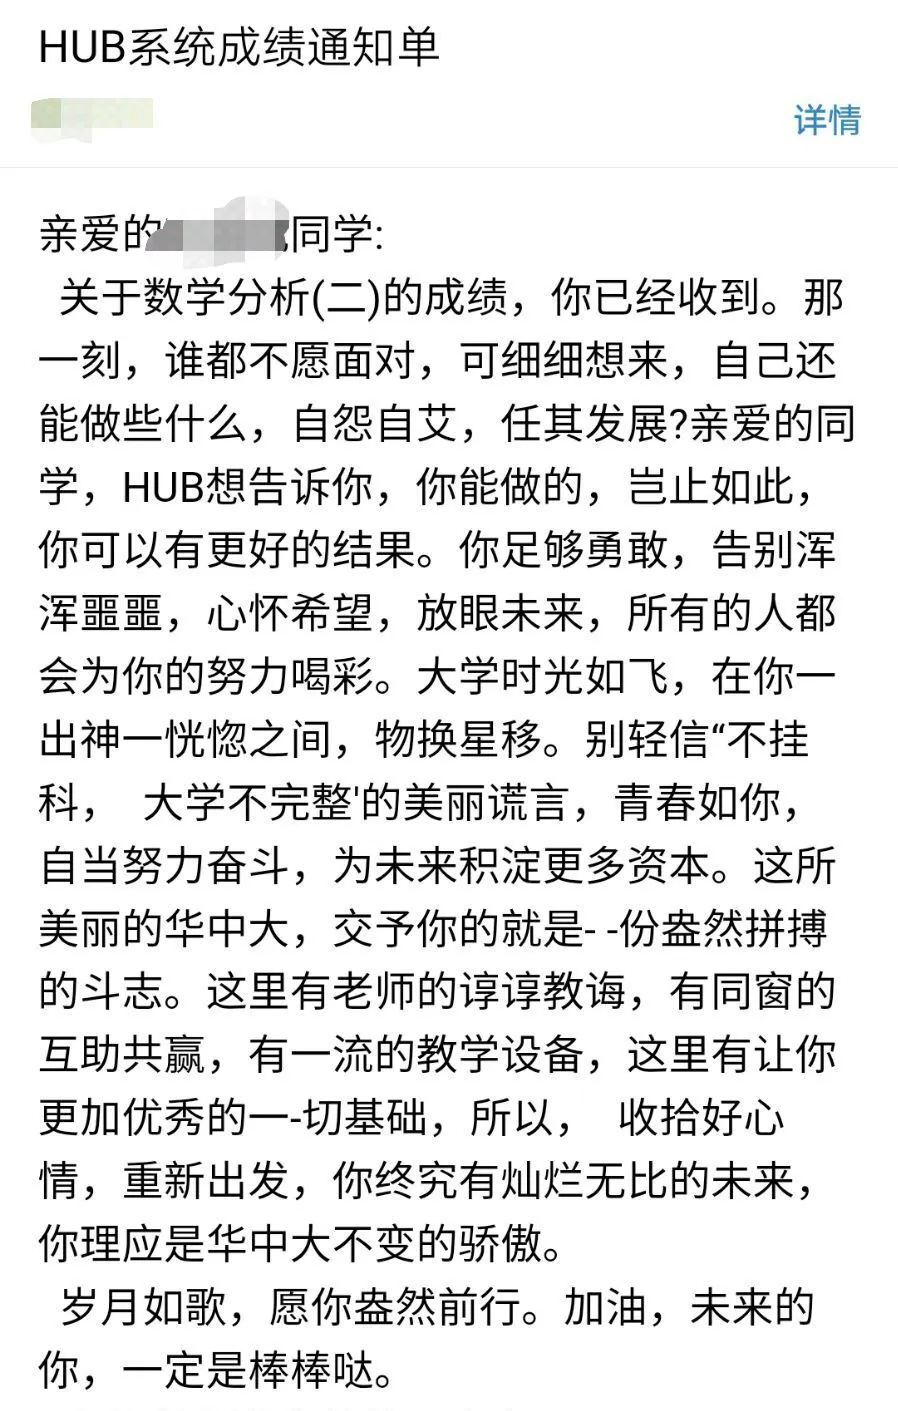 HUB系统成绩通知单
详情
亲爱的同学:
关于数学分析(二)的成绩，你已经收到。那
一刻，谁都不愿面对，可细细想来，自己还
能做些什么，自怨自艾，任其发展?亲爱的同
学，HUB想告诉你，你能做的，岂止如此，
你可以有更好的结果。你足够勇敢，告别浑
浑噩噩，心怀希望，放眼未来，所有的人都
会为你的努力喝彩。大学时光如飞，在你一
出神一恍惚之间，物换星移。别轻信“不挂
科， 大学不完整'的美丽谎言，青春如你，
自当努力奋斗，为未来积淀更多资本。这所
美丽的华中大，交予你的就是- -份盎然拼搏
的斗志。这里有老师的谆谆教诲，有同窗的
互助共赢，有一流的教学设备，这里有让你
更加优秀的一-切基础，所以， 收拾好心
情，重新出发，你终究有灿烂无比的未来，
你理应是华中大不变的骄傲。
岁月如歌，愿你盎然前行。加油，未来的
你，一定是棒棒哒。